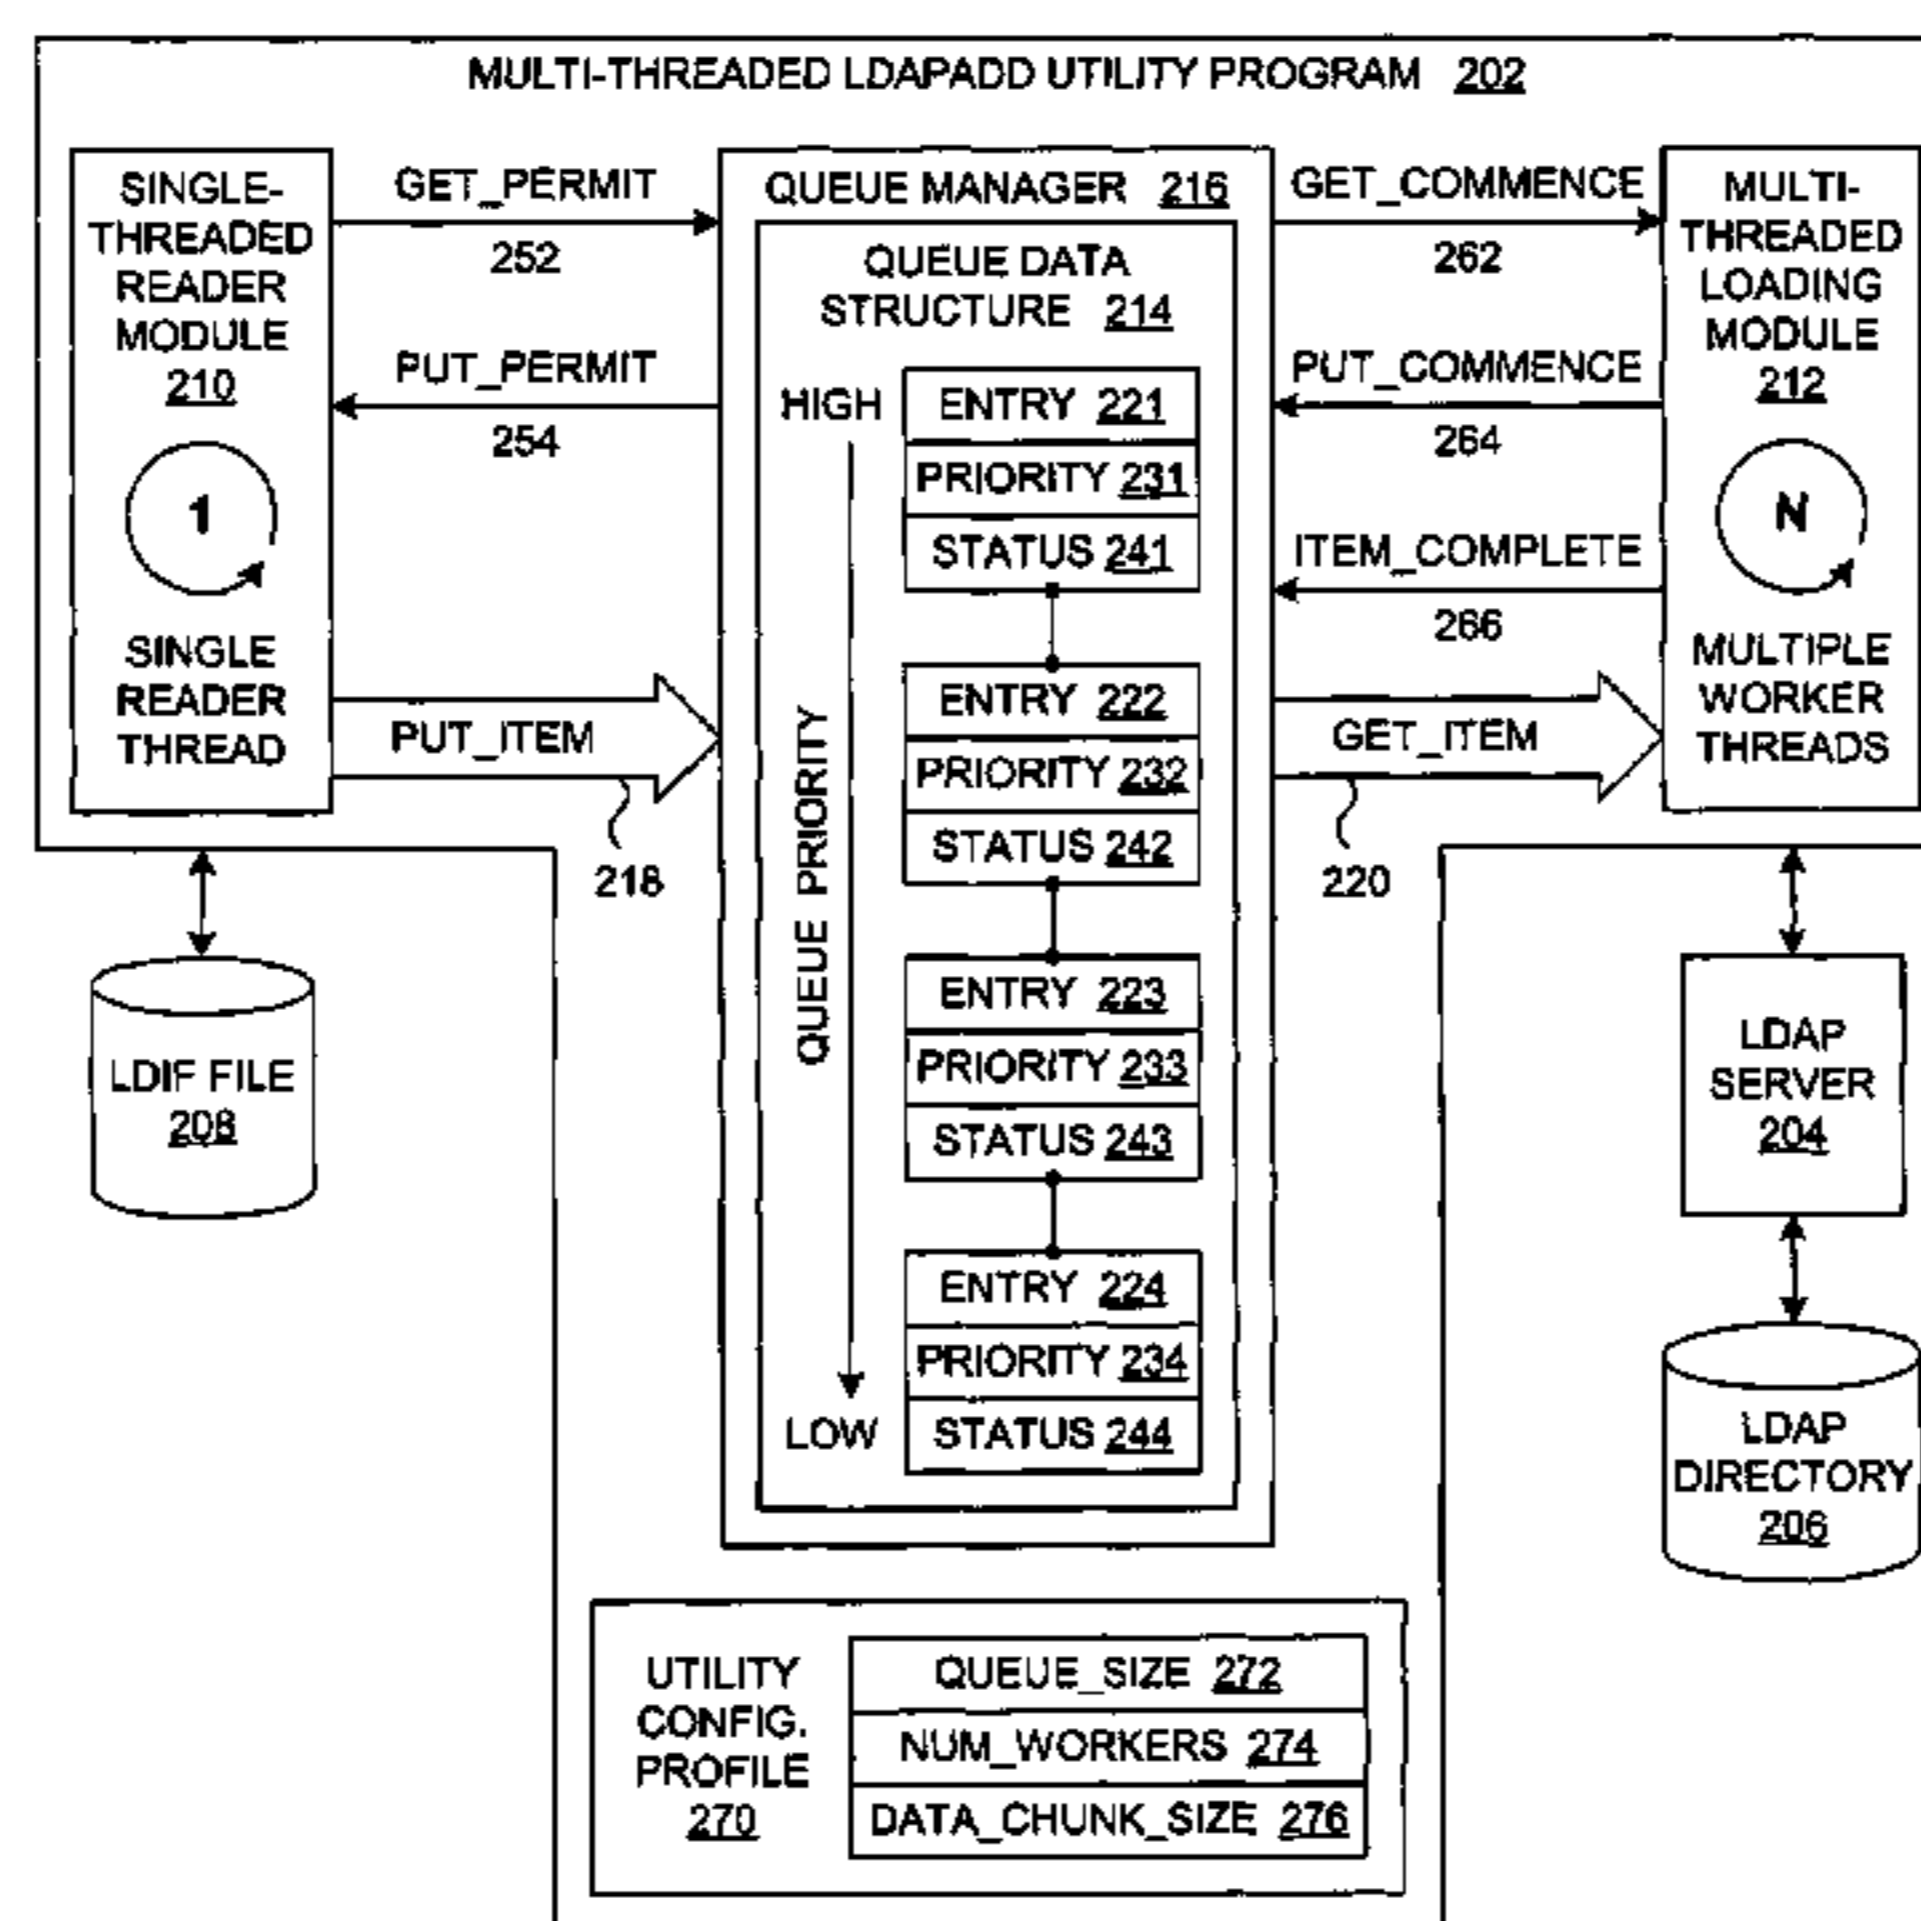 MULTI-THREADED LDAPADD UTILITY PROGRAM 202
SINGLE-
THREADED
READER
MODULE
210
1
SINGLE
READER
THREAD
GET_PERMIT
252
PUT_PERMIT
254
PUT_ITEM
218
QUEUE MANAGER 216
QUEUE DATA
STRUCTURE 214
HIGH
QUEUE PRIORITY
LOW
ENTRY 221
PRIORITY 231
STATUS 241
ENTRY 222
PRIORITY 232
STATUS 242
ENTRY 223
PRIORITY 233
STATUS 243
ENTRY 224
PRIORITY 234
STATUS 244
GET_COMMENCE
262
PUT_COMMENCE
264
ITEM_COMPLETE
266
GET_ITEM
220
MULTI-
THREADED
LOADING
MODULE
212
N
MULTIPLE
WORKER
THREADS
LDIF FILE
208
LDAP
SERVER
204
LDAP
DIRECTORY
206
UTILITY
CONFIG.
PROFILE
270
QUEUE_SIZE 272
NUM_WORKERS 274
DATA_CHUNK_SIZE 276